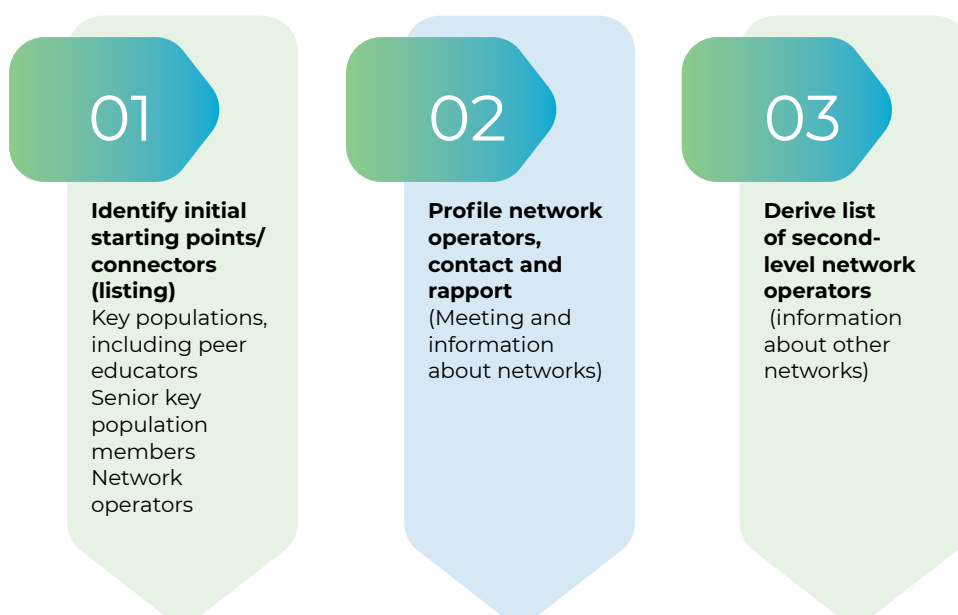 01
Identify initial
starting points/
connectors
(listing)
Key populations,
including peer
educators
Senior key
population
members
Network
operators
02
Profile network
operators,
contact and
rapport
(Meeting and
information
about networks)
03
Derive list
of second-
level network
operators
(information
about other
networks)